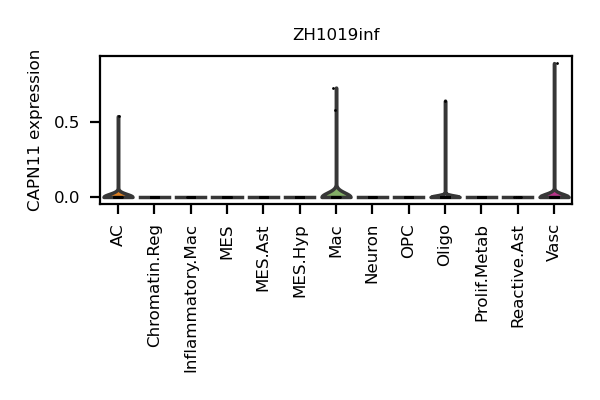 ZH1019inf
CAPN11 expression
0.5
0.0
AC
Chromatin.Reg
Inflammatory.Mac
MES
MES.Ast
MES.Hyp
Mac
Neuron
OPC
Oligo
Prolif.Metab
Reactive.Ast
Vasc